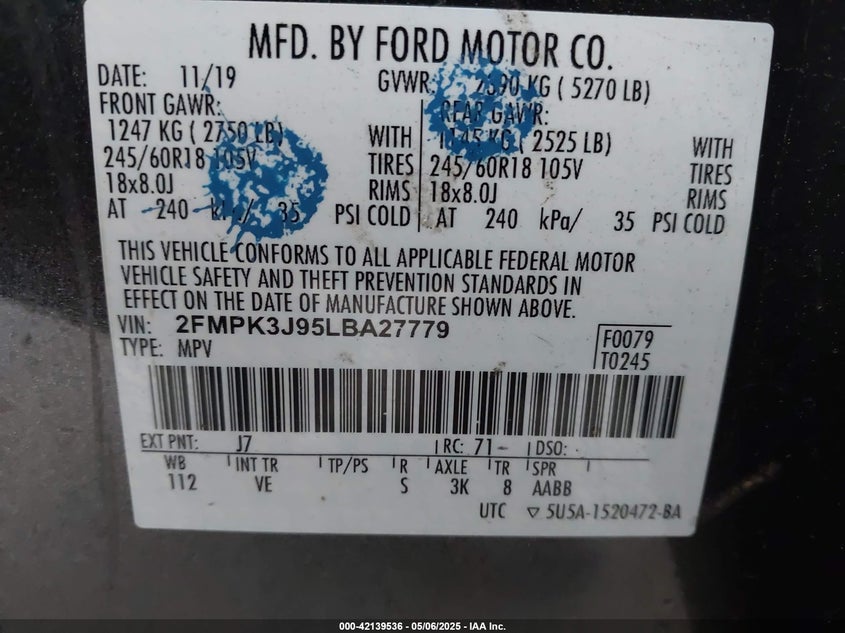 MFD. BY FORD MOTOR CO.
DATE: 11/19 GVWR: 2390 KG ( 5270 LB)
FRONT GAWR: REAR GAWR:
1247 KG ( 2750 LB) WITH 1145 KG ( 2525 LB) WITH
245/60R18 105V TIRES 245/60R18 105V TIRES
18x8.0J RIMS 18x8.0J RIMS
AT 240 kPa/ 35 PSI COLD AT 240 kPa/ 35 PSI COLD
THIS VEHICLE CONFORMS TO ALL APPLICABLE FEDERAL MOTOR
VEHICLE SAFETY AND THEFT PREVENTION STANDARDS IN
EFFECT ON THE DATE OF MANUFACTURE SHOWN ABOVE.
VIN: 2FMPK3J95LBA27779
TYPE: MPV
F0079
T0245
EXT PNT: J7 RC: 71 DSO:
WB INT TR TP/PS R AXLE TR SPR
112 VE S 3K 8 AABB
UTC ▽ 5U5A-1520472-BA
000-42139536 - 05/06/2025 - IAA Inc.